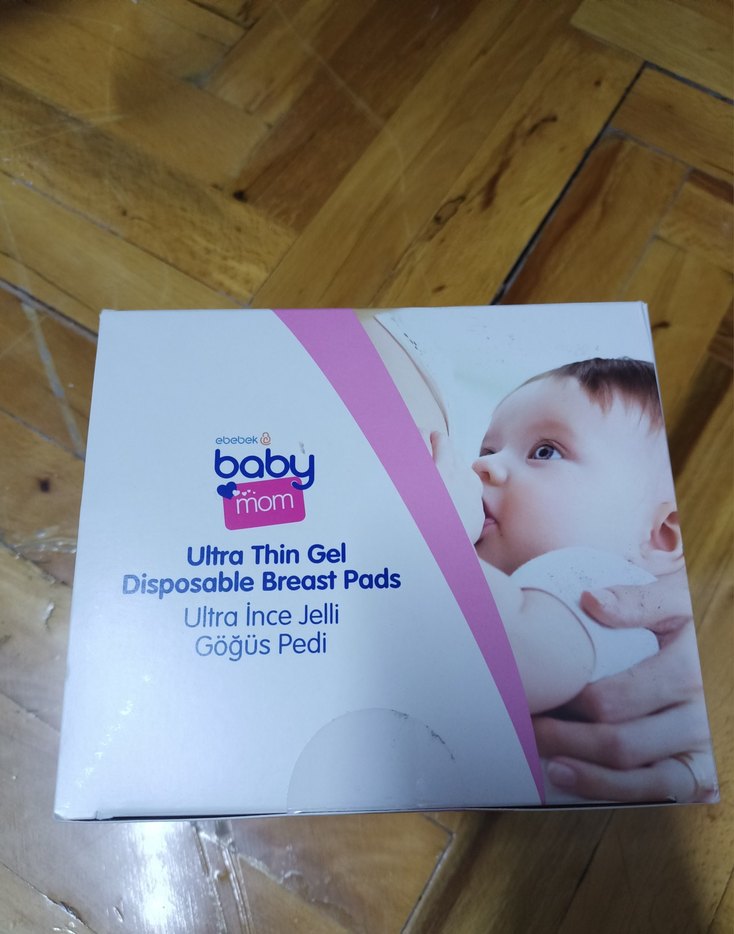 ebebek
baby
mom
Ultra Thin Gel
Disposable Breast Pads
Ultra İnce Jelli
Göğüs Pedi